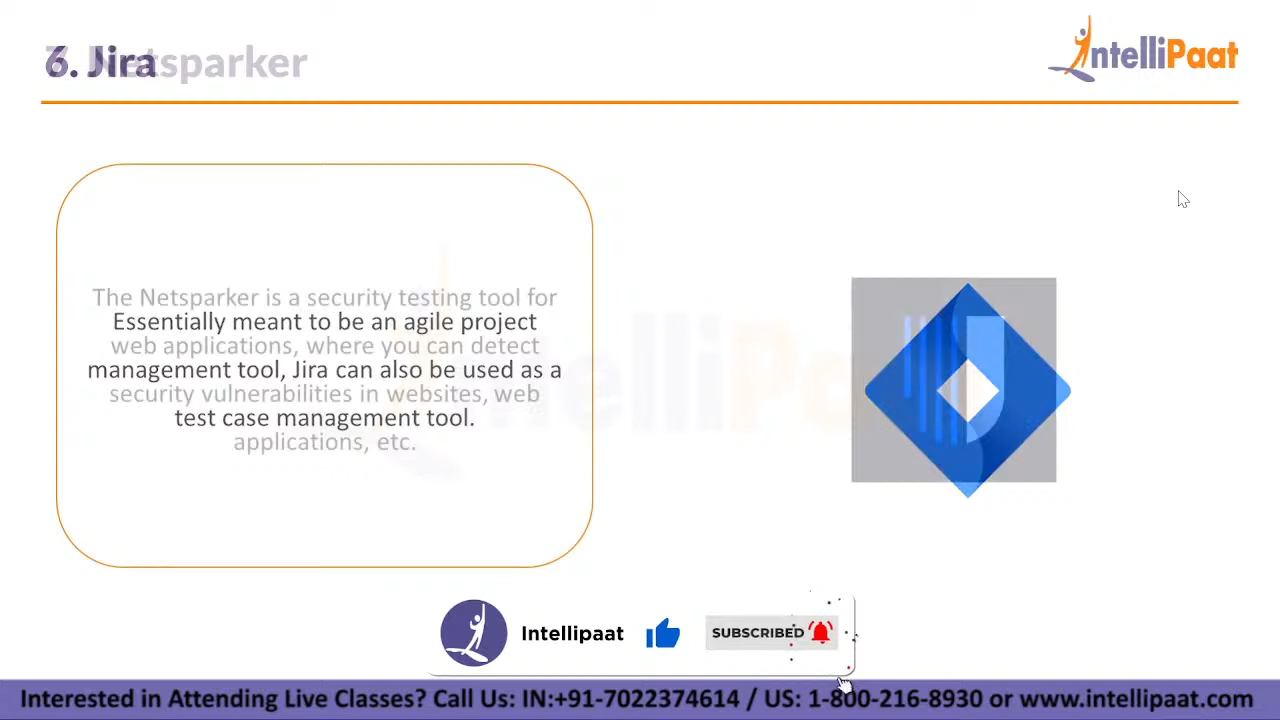 6. Jira
7. Netsparker
IntelliPaat
The Netsparker is a security testing tool for
web applications, where you can detect
security vulnerabilities in websites, web
applications, etc.
Essentially meant to be an agile project
management tool, Jira can also be used as a
test case management tool.
Intellipaat
SUBSCRIBED
Interested in Attending Live Classes? Call Us: IN:+91-7022374614 / US: 1-800-216-8930 or www.intellipaat.com